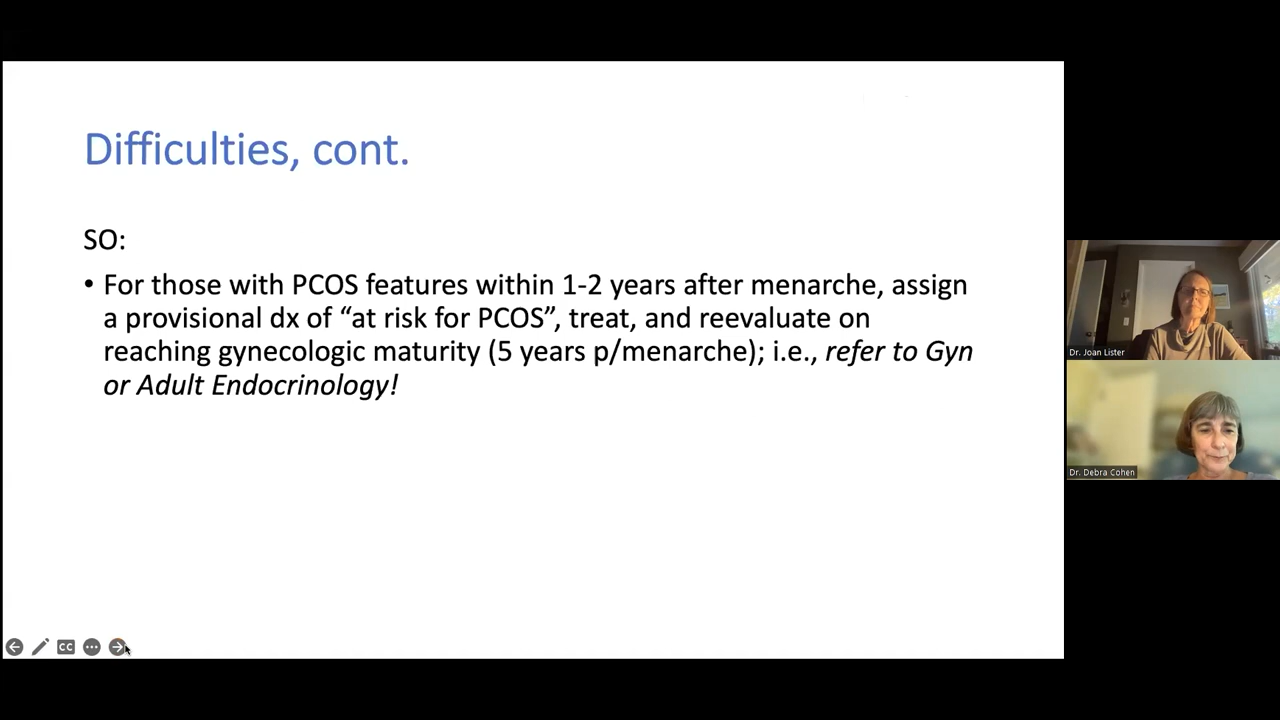 Difficulties, cont.
SO:
• For those with PCOS features within 1-2 years after menarche, assign
a provisional dx of “at risk for PCOS”, treat, and reevaluate on
reaching gynecologic maturity (5 years p/menarche); i.e., refer to Gyn
or Adult Endocrinology!
Dr. Joan Lister
Dr. Debra Cohen
CC